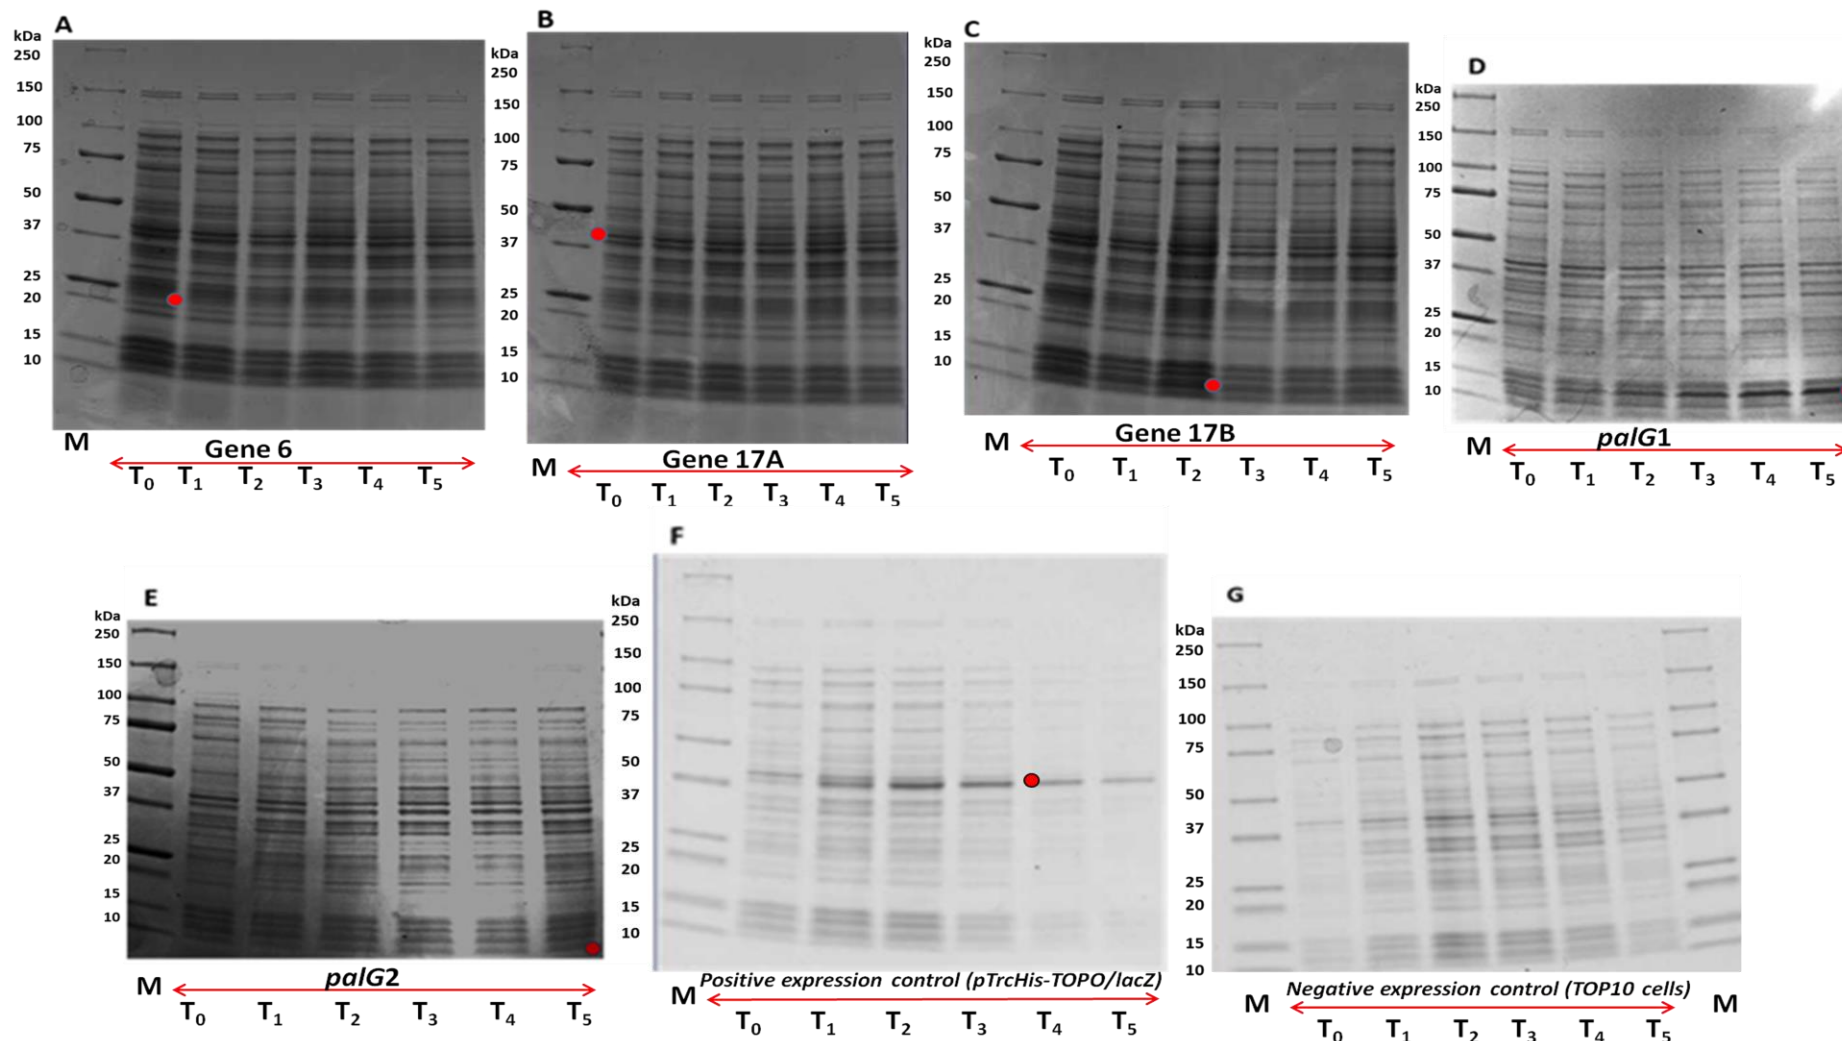 A
kDa
250
150
100
75
50
37
25
20
15
10
M
Gene 6
T0 T1 T2 T3 T4 T5
B
kDa
250
150
100
75
50
37
25
20
15
10
M
Gene 17A
T0 T1 T2 T3 T4 T5
C
kDa
250
150
100
75
50
37
25
20
15
10
M
Gene 17B
T0 T1 T2 T3 T4 T5
D
kDa
250
150
100
75
50
37
25
20
15
10
M
palG1
T0 T1 T2 T3 T4 T5
E
kDa
250
150
100
75
50
37
25
20
15
10
M
palG2
T0 T1 T2 T3 T4 T5
F
kDa
250
150
100
75
50
37
25
20
15
10
M
Positive expression control (pTrcHis-TOPO/lacZ)
T0 T1 T2 T3 T4 T5
G
kDa
250
150
100
75
50
37
25
20
15
10
M
Negative expression control (TOP10 cells)
M
T0 T1 T2 T3 T4 T5